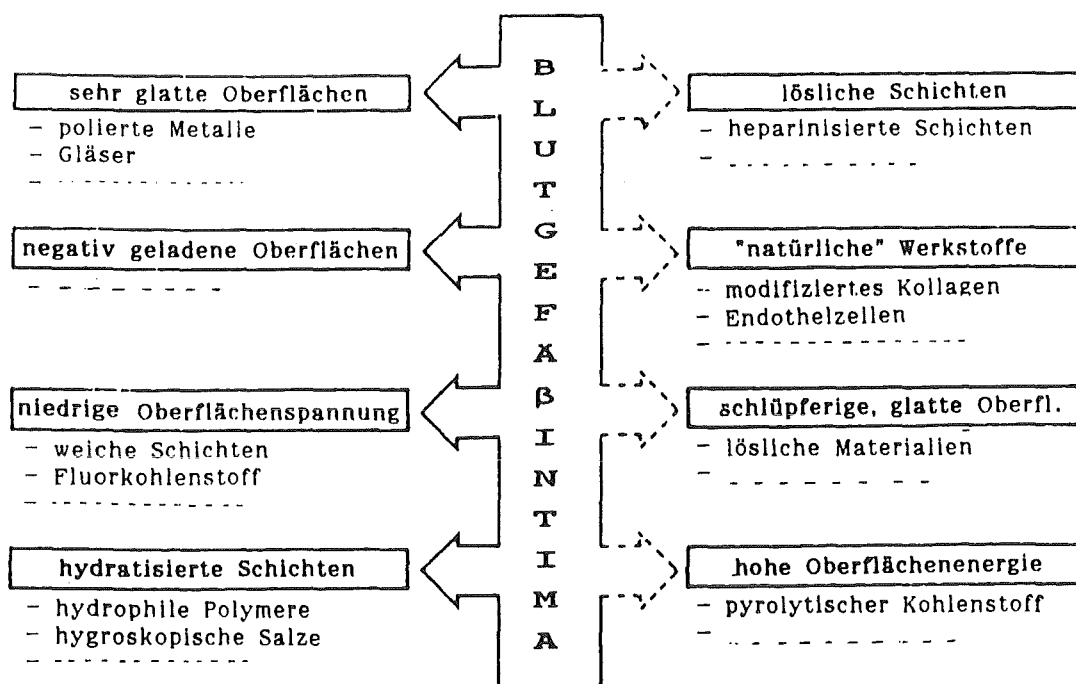 sehr glatte Oberflächen
- polierte Metalle
- Gläser
- - - - - - - - - - - - - -
negativ geladene Oberflächen
- - - - - - - - -
niedrige Oberflächenspannung
- weiche Schichten
- Fluorkohlenstoff
- - - - - - - - - - - - - -
hydratisierte Schichten
- hydrophile Polymere
- hygroskopische Salze
- - - - - - - - - - - - - -
BLUTGEFÄßINTIMA
lösliche Schichten
- heparinisierte Schichten
- - - - - - - - - - -
"natürliche" Werkstoffe
- modifiziertes Kollagen
- Endothelzellen
- - - - - - - - - - - - - - - -
schlüpferige, glatte Oberfl.
- lösliche Materialien
- - - - - - - - -
hohe Oberflächenenergie
- pyrolytischer Kohlenstoff
- - - - - - - - - - -